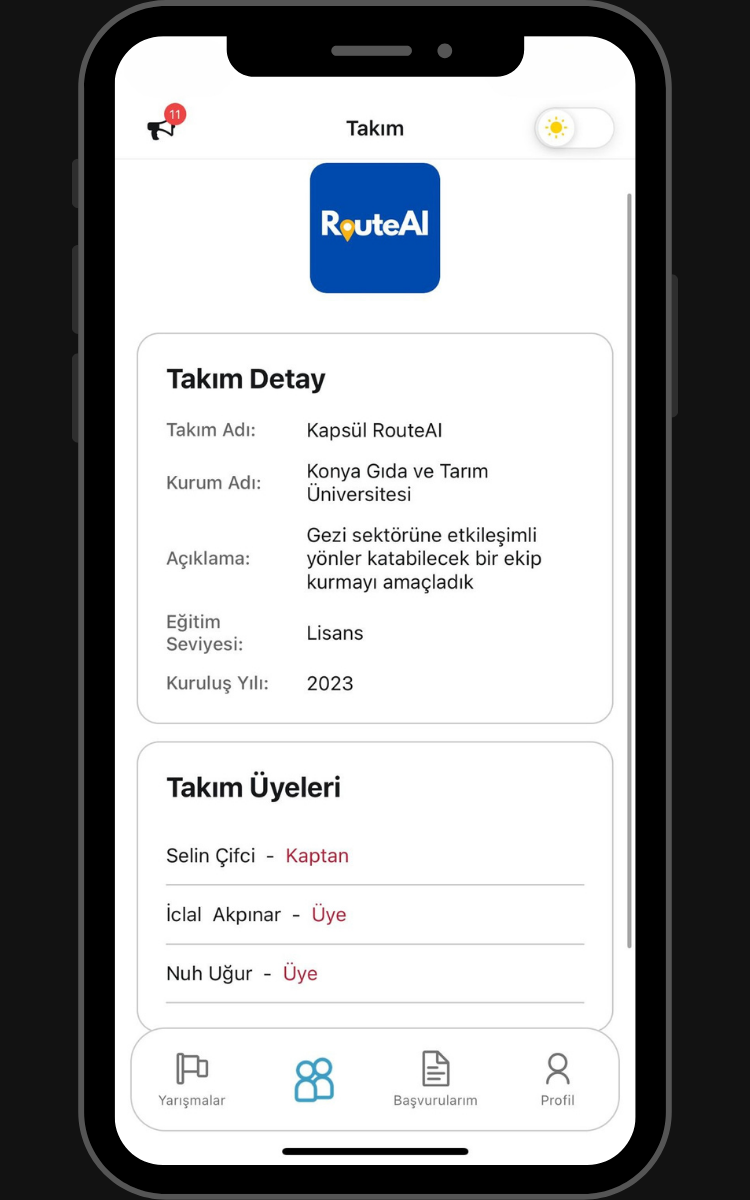 11
Takım
RouteAI
Takım Detay
Takım Adı: Kapsül RouteAI
Kurum Adı: Konya Gıda ve Tarım
Üniversitesi
Açıklama: Gezi sektörüne etkileşimli
yönler katabilecek bir ekip
kurmayı amaçladık
Eğitim
Seviyesi: Lisans
Kuruluş Yılı: 2023
Takım Üyeleri
Selin Çifci - Kaptan
İclal Akpınar - Üye
Nuh Uğur - Üye
Yarışmalar
Başvurularım
Profil